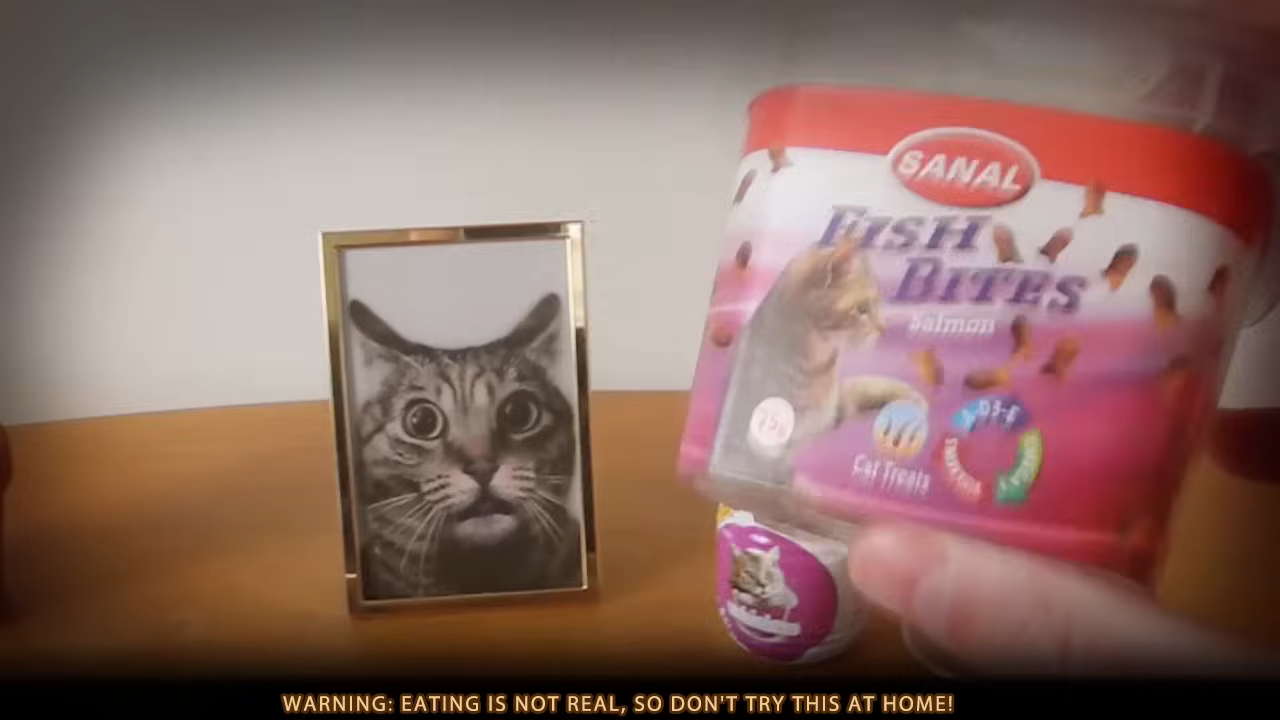 SANAL
FISH
BITES
Salmon
Cat Treats
WARNING: EATING IS NOT REAL, SO DON'T TRY THIS AT HOME!